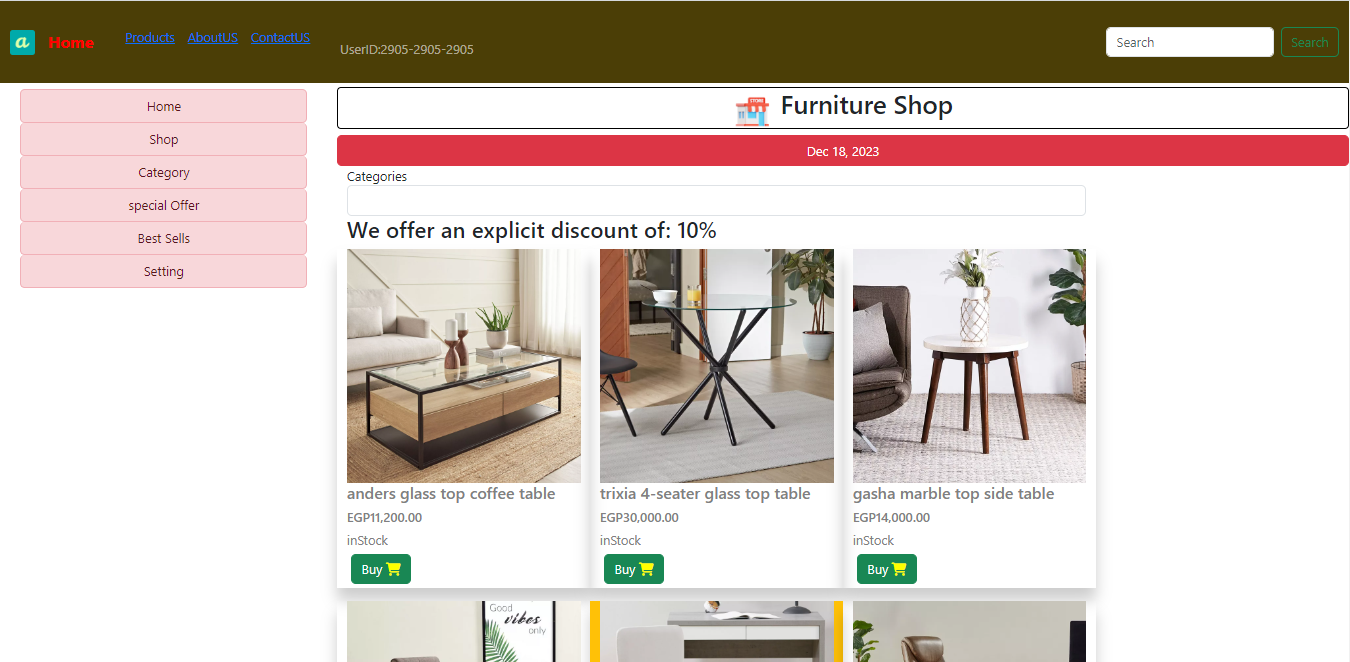 a Home Products AboutUS ContactUS UserID:2905-2905-2905 Search Search
Home
Shop
Category
special Offer
Best Sells
Setting
STORE Furniture Shop
Dec 18, 2023
Categories
We offer an explicit discount of: 10%
anders glass top coffee table
EGP11,200.00
inStock
Buy
trixia 4-seater glass top table
EGP30,000.00
inStock
Buy
gasha marble top side table
EGP14,000.00
inStock
Buy
Good
vibes
only